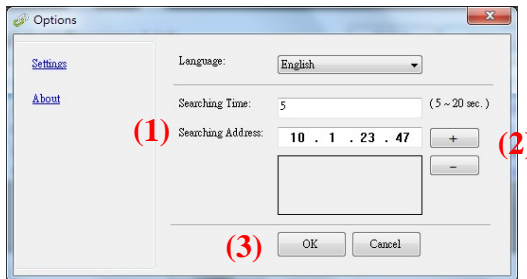 Options
Settings
About
Language: English
Searching Time: 5 (5 ~ 20 sec.)
(1) Searching Address: 10 . 1 . 23 . 47 + (2)
–
(3) OK Cancel